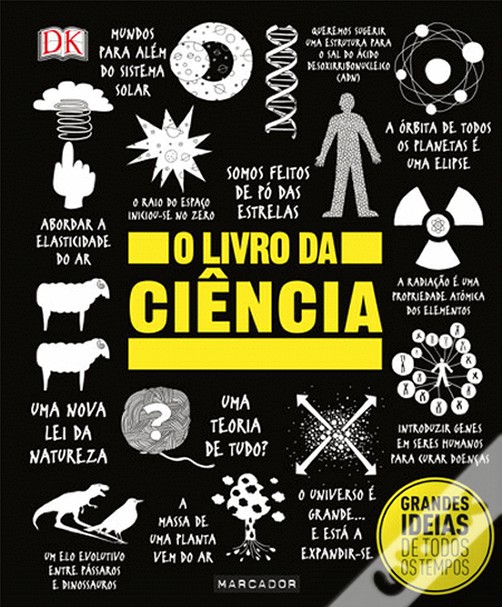 DK
MUNDOS
PARA ALÉM
DO SISTEMA
SOLAR
QUEREMOS SUGERIR
UMA ESTRUTURA PARA
O SAL DO ÁCIDO
DESOXIRRIBONUCLÉICO
(ADN)
A ÓRBITA DE TODOS
OS PLANETAS É
UMA ELIPSE
ABORDAR A
ELASTICIDADE
DO AR
O RAIO DO ESPAÇO
INICIOU-SE NO ZERO
SOMOS FEITOS
DE PÓ DAS
ESTRELAS
O LIVRO DA
CIÊNCIA
A RADIAÇÃO É UMA
PROPRIEDADE ATÓMICA
DOS ELEMENTOS
UMA NOVA
LEI DA
NATUREZA
?
UMA
TEORIA
DE TUDO?
INTRODUZIR GENES
EM SERES HUMANOS
PARA CURAR DOENÇAS
UM ELO EVOLUTIVO
ENTRE PÁSSAROS
E DINOSSAUROS
A
MASSA DE
UMA PLANTA
VEM DO AR
O UNIVERSO É
GRANDE...
E ESTÁ A
EXPANDIR-SE
GRANDES
IDEIAS
DE TODOS
OS TEMPOS
MARCADOR